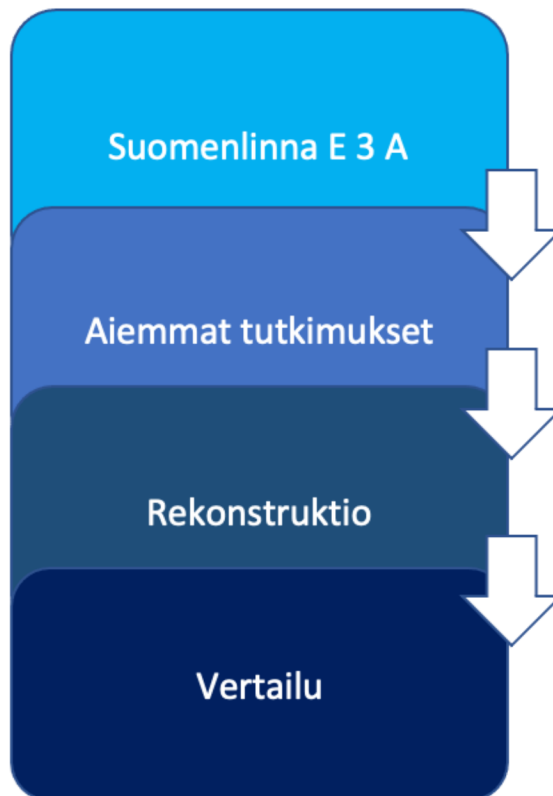 Suomenlinna E 3 A
Aiemmat tutkimukset
Rekonstruktio
Vertailu